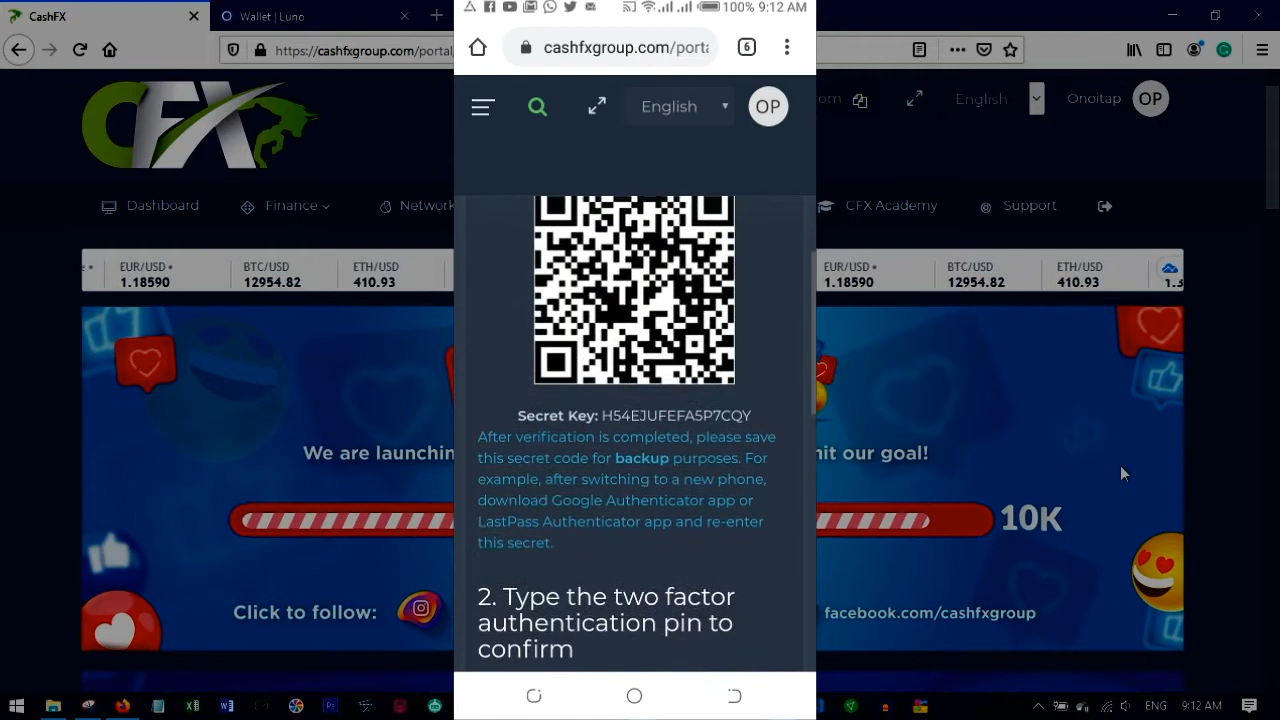 CashFX
Wallet | Luno
100% 9:12 AM
https://cashfxgroup.com/portal
cashfxgroup.com/porta
6
CFX
English
OP
om
English
Onoitap
OP
Dashboard
Finance
Network
CFX Academy
Support
EUR/USD
1.18590
BTC/USD
12954.82
ETH/USD
410.93
EUR/USD
1.18590
BTC/USD
12954.82
ETH/USD
410.93
Secret Key: H54EJUFEFA5P7CQY
After verification is completed, please save
this secret code for backup purposes. For
example, after switching to a new phone,
download Google Authenticator app or
LastPass Authenticator app and re-enter
this secret.
We are launchin
hit our goal!
10K
2. Type the two factor
authentication pin to
confirm
Click to follow:
facebook.com/cashfxgroup
ENG 9:12 AM